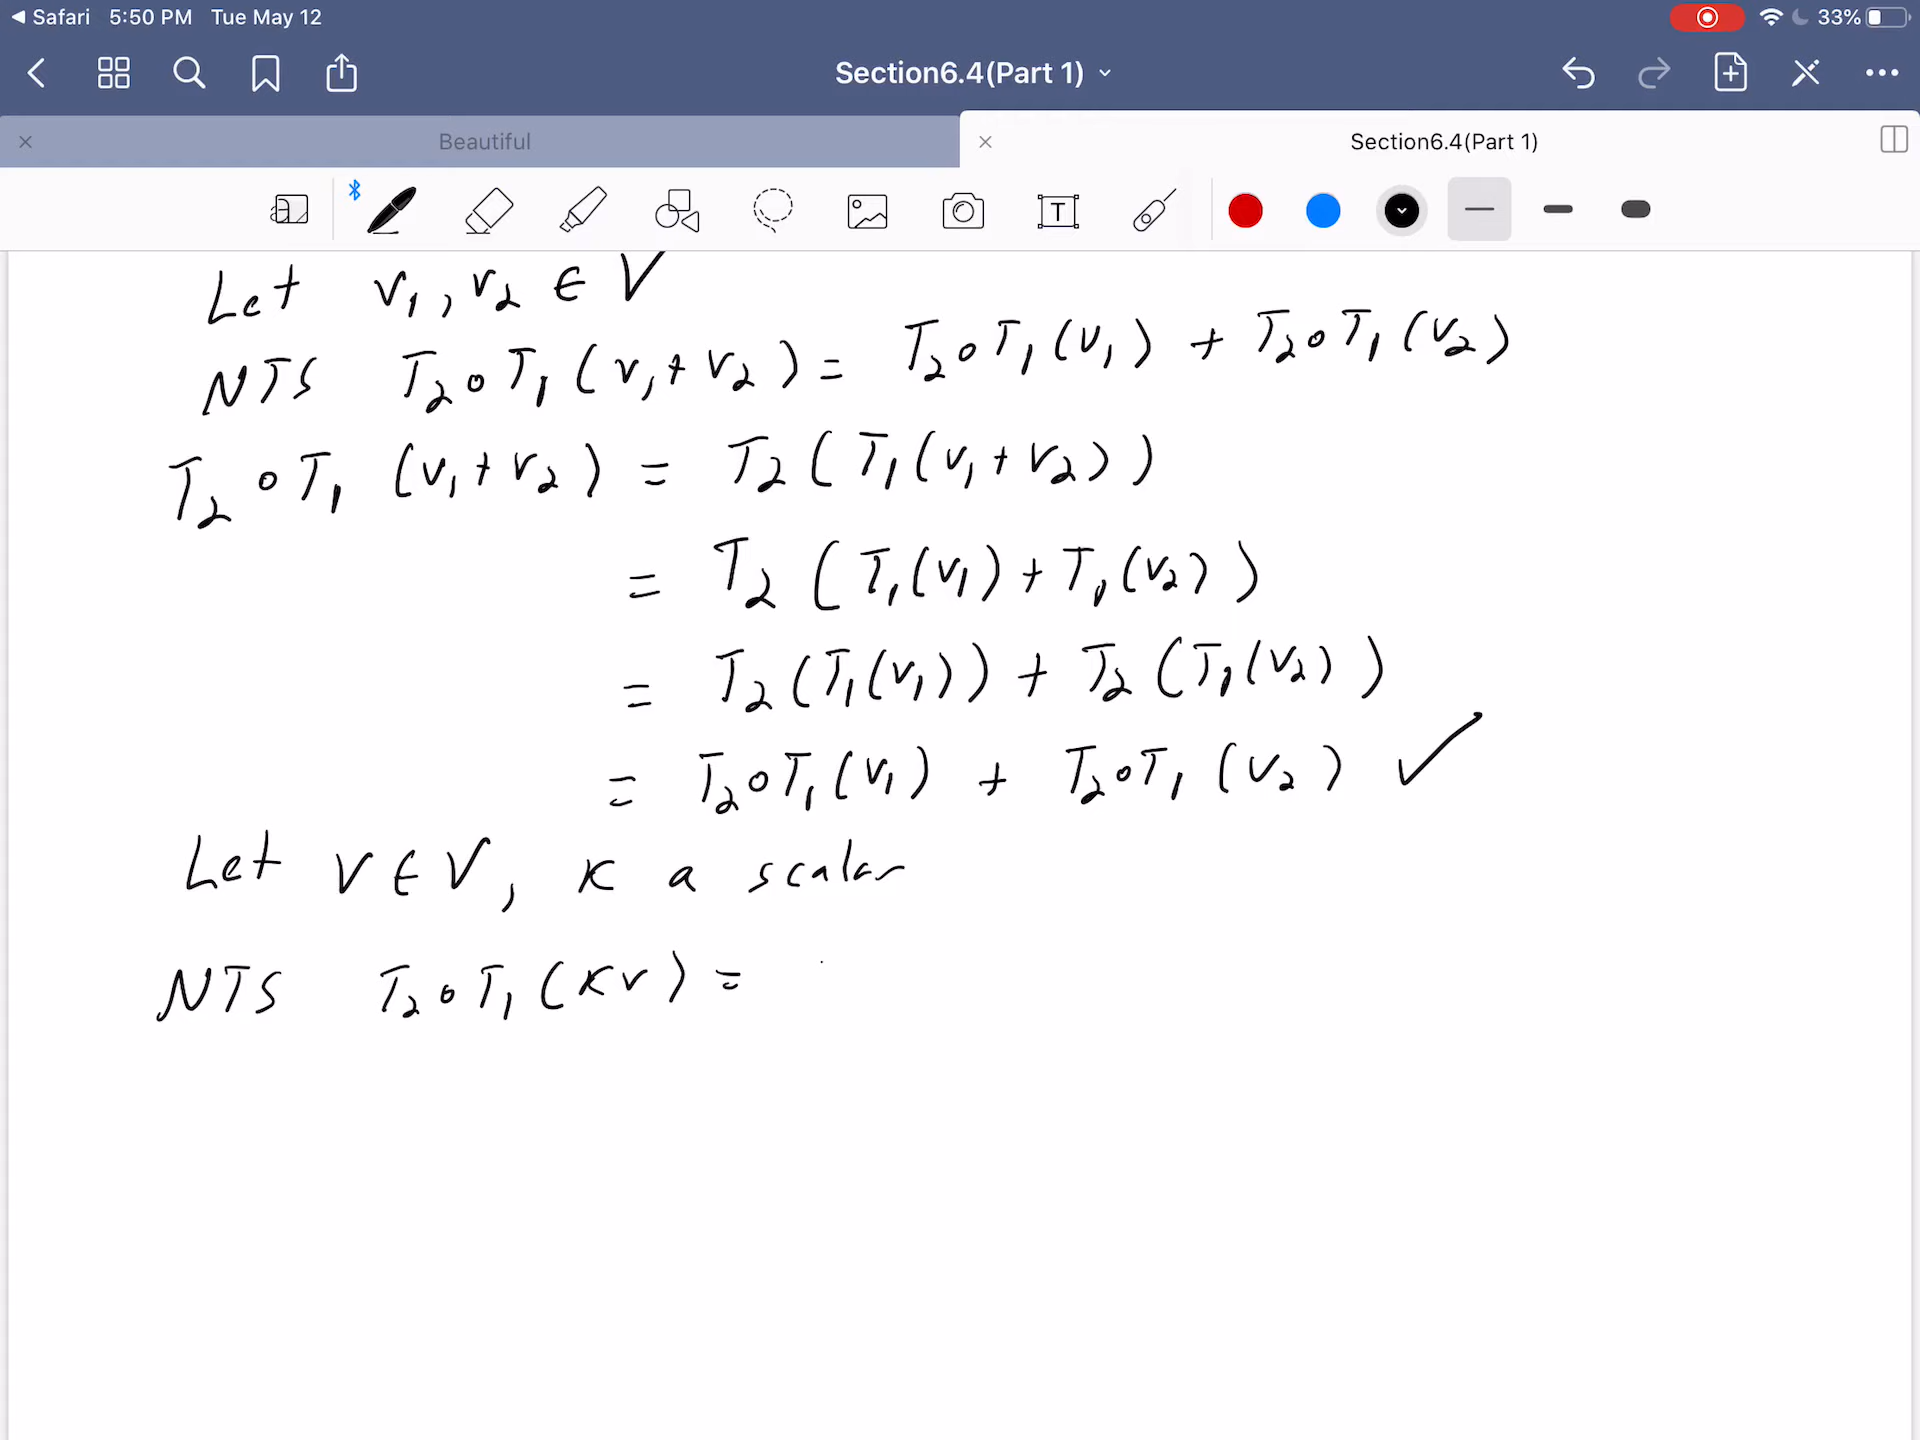 Safari 5:50 PM Tue May 12 33%
Section6.4(Part 1)
Beautiful Section6.4(Part 1)
T
Let v₁, v₂ ∈ V
NTS T₂∘T₁(v₁+v₂) = T₂∘T₁(v₁) + T₂∘T₁(v₂)
T₂∘T₁ (v₁+v₂) = T₂(T₁(v₁+v₂))
= T₂(T₁(v₁)+T₁(v₂))
= T₂(T₁(v₁)) + T₂(T₁(v₂))
= T₂∘T₁(v₁) + T₂∘T₁(v₂) ✓
Let v∈V, K a scalar
NTS T₂∘T₁(Kv) =